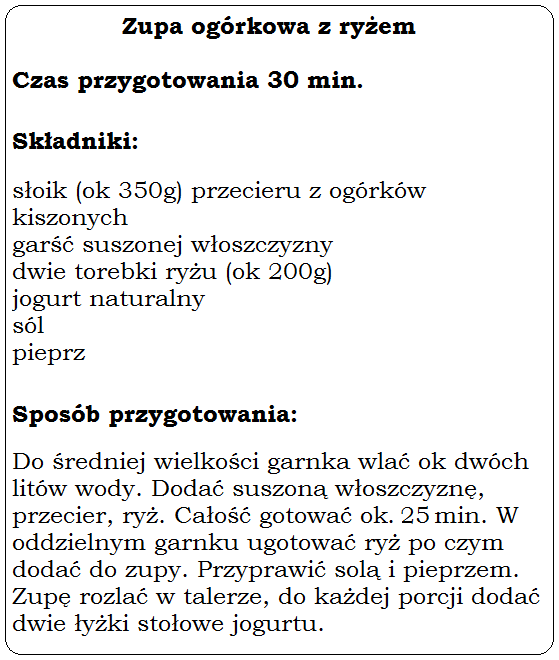 Zupa ogórkowa z ryżem
Czas przygotowania 30 min.
Składniki:
słoik (ok 350g) przecieru z ogórków
kiszonych
garść suszonej włoszczyzny
dwie torebki ryżu (ok 200g)
jogurt naturalny
sól
pieprz
Sposób przygotowania:
Do średniej wielkości garnka wlać ok dwóch
litów wody. Dodać suszoną włoszczyznę,
przecier, ryż. Całość gotować ok. 25 min. W
oddzielnym garnku ugotować ryż po czym
dodać do zupy. Przyprawić solą i pieprzem.
Zupę rozlać w talerze, do każdej porcji dodać
dwie łyżki stołowe jogurtu.